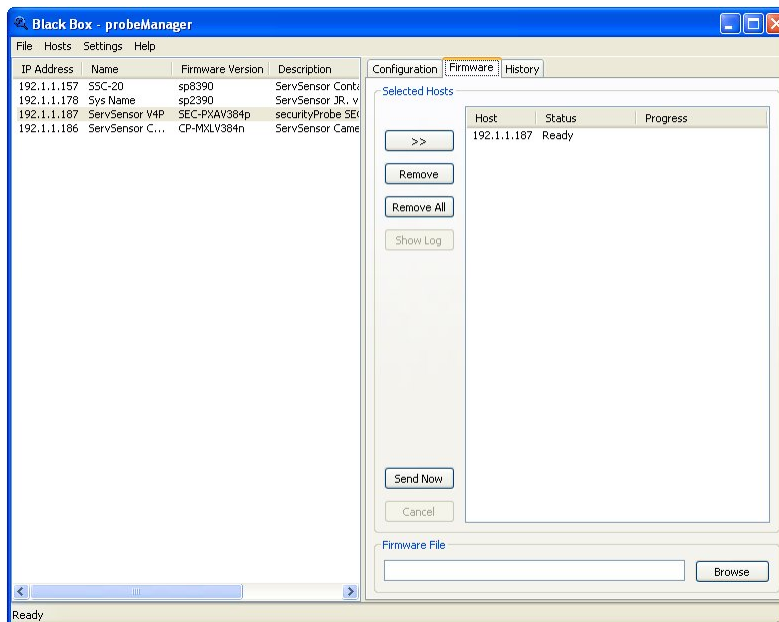 Black Box - probeManager
File Hosts Settings Help
IP Address Name Firmware Version Description
192.1.1.157 SSC-20 sp8390 ServSensor Conta
192.1.1.178 Sys Name sp2390 ServSensor JR. v
192.1.1.187 ServSensor V4P SEC-PXAV384p securityProbe SEC
192.1.1.186 ServSensor C... CP-MXLV384n ServSensor Came
Configuration Firmware History
Selected Hosts
Host Status Progress
192.1.1.187 Ready
>>
Remove
Remove All
Show Log
Send Now
Cancel
Firmware File
Browse
Ready